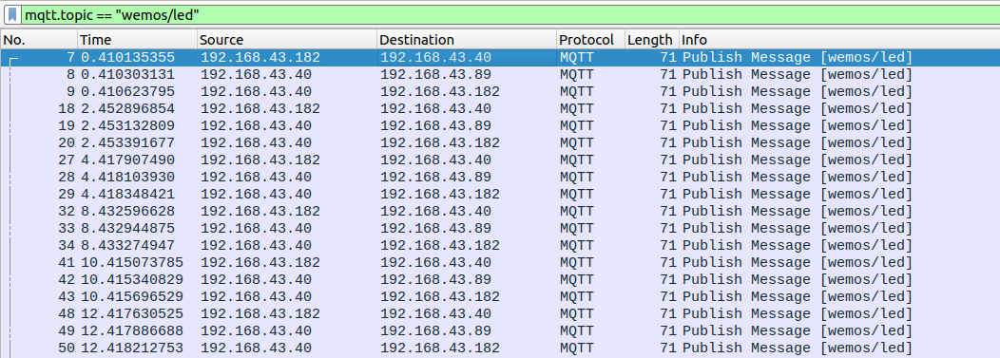 mqtt.topic == "wemos/led"
No. Time Source Destination Protocol Length Info
7 0.410135355 192.168.43.182 192.168.43.40 MQTT 71 Publish Message [wemos/led]
8 0.410303131 192.168.43.40 192.168.43.89 MQTT 71 Publish Message [wemos/led]
9 0.410623795 192.168.43.40 192.168.43.182 MQTT 71 Publish Message [wemos/led]
18 2.452896854 192.168.43.182 192.168.43.40 MQTT 71 Publish Message [wemos/led]
19 2.453132809 192.168.43.40 192.168.43.89 MQTT 71 Publish Message [wemos/led]
20 2.453391677 192.168.43.40 192.168.43.182 MQTT 71 Publish Message [wemos/led]
27 4.417907490 192.168.43.182 192.168.43.40 MQTT 71 Publish Message [wemos/led]
28 4.418103930 192.168.43.40 192.168.43.89 MQTT 71 Publish Message [wemos/led]
29 4.418348421 192.168.43.40 192.168.43.182 MQTT 71 Publish Message [wemos/led]
32 8.432596628 192.168.43.182 192.168.43.40 MQTT 71 Publish Message [wemos/led]
33 8.432944875 192.168.43.40 192.168.43.89 MQTT 71 Publish Message [wemos/led]
34 8.433274947 192.168.43.40 192.168.43.182 MQTT 71 Publish Message [wemos/led]
41 10.415073785 192.168.43.182 192.168.43.40 MQTT 71 Publish Message [wemos/led]
42 10.415340829 192.168.43.40 192.168.43.89 MQTT 71 Publish Message [wemos/led]
43 10.415696529 192.168.43.40 192.168.43.182 MQTT 71 Publish Message [wemos/led]
48 12.417630525 192.168.43.182 192.168.43.40 MQTT 71 Publish Message [wemos/led]
49 12.417886688 192.168.43.40 192.168.43.89 MQTT 71 Publish Message [wemos/led]
50 12.418212753 192.168.43.40 192.168.43.182 MQTT 71 Publish Message [wemos/led]